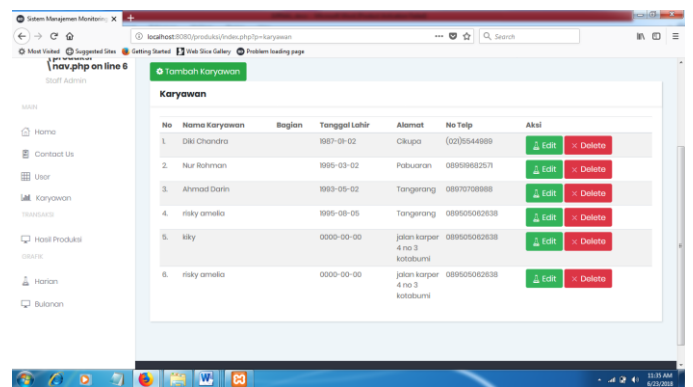 Sistem Manajemen Monitoring
localhost:8080/produksi/index.php?p=karyawan
Search
Most Visited Suggested Sites Getting Started Web Slice Gallery Problem loading page
\nav.php on line 6
Staff Admin
MAIN
Home
Contact Us
User
Karyawan
TRANSAKSI
Hasil Produksi
GRAFIK
Harian
Bulanan
Tambah Karyawan
Karyawan
No Nama Karyawan Bagian Tanggal Lahir Alamat No Telp Aksi
1. Diki Chandra 1987-01-02 Cikupa (021)5544989 Edit Delete
2. Nur Rohman 1995-03-02 Pabuaran 089519682571 Edit Delete
3. Ahmad Darin 1993-05-02 Tangerang 08970708988 Edit Delete
4. risky amelia 1995-08-05 Tangerang 089505062638 Edit Delete
5. kiky 0000-00-00 jalan karper 089505062638 Edit Delete
4 no 3
kotabumi
6. risky amelia 0000-00-00 jalan karper 089505062638 Edit Delete
4 no 3
kotabumi
11:35 AM
6/23/2018